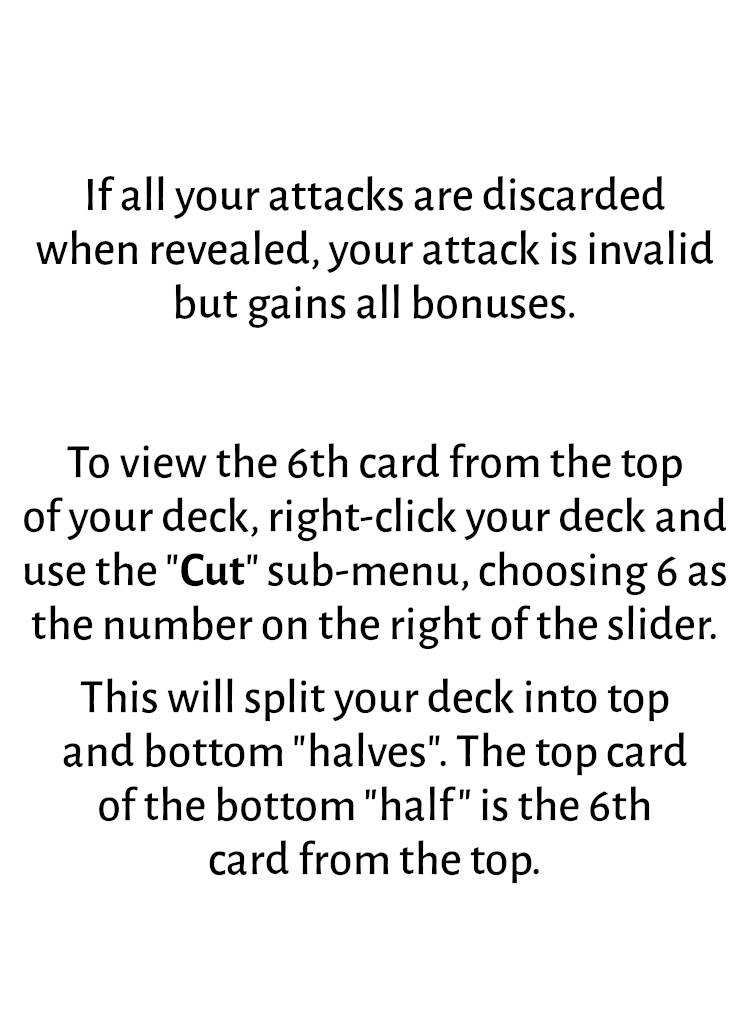 If all your attacks are discarded
when revealed, your attack is invalid
but gains all bonuses.
To view the 6th card from the top
of your deck, right-click your deck and
use the "Cut" sub-menu, choosing 6 as
the number on the right of the slider.
This will split your deck into top
and bottom "halves". The top card
of the bottom "half" is the 6th
card from the top.